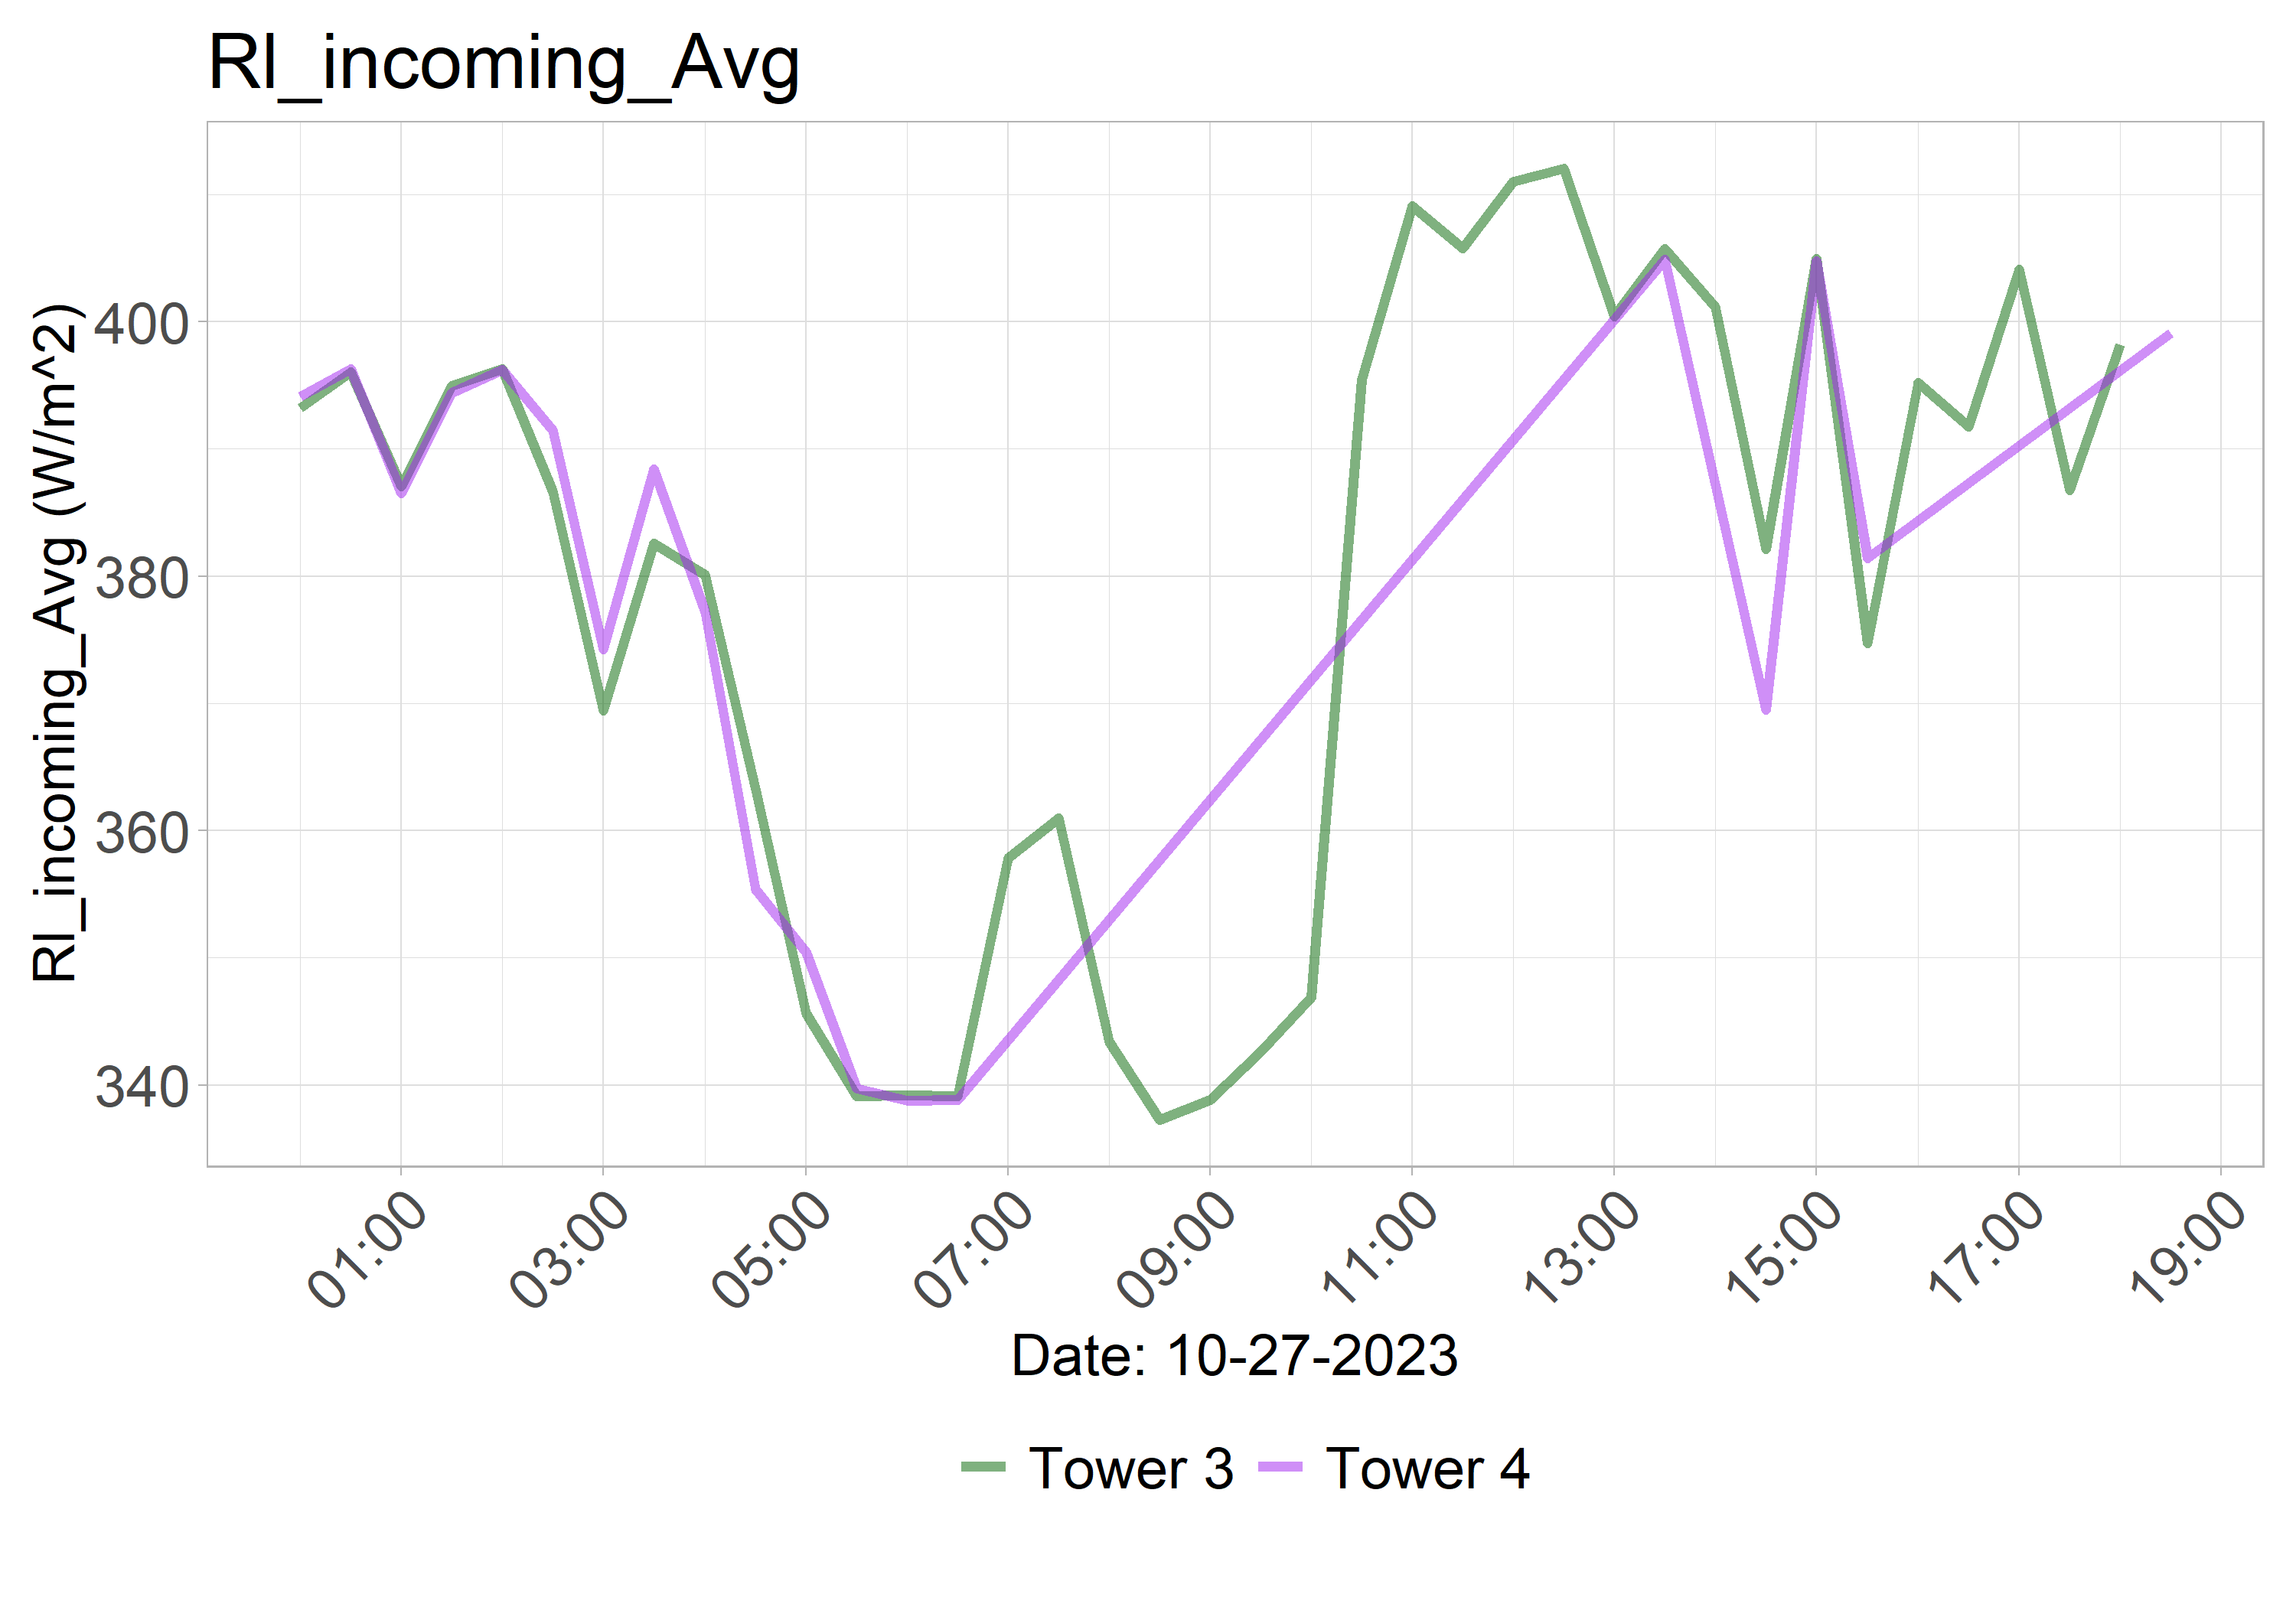 Rl_incoming_Avg
Rl_incoming_Avg (W/m^2)
400
380
360
340
01:00 03:00 05:00 07:00 09:00 11:00 13:00 15:00 17:00 19:00
Date: 10-27-2023
Tower 3 Tower 4